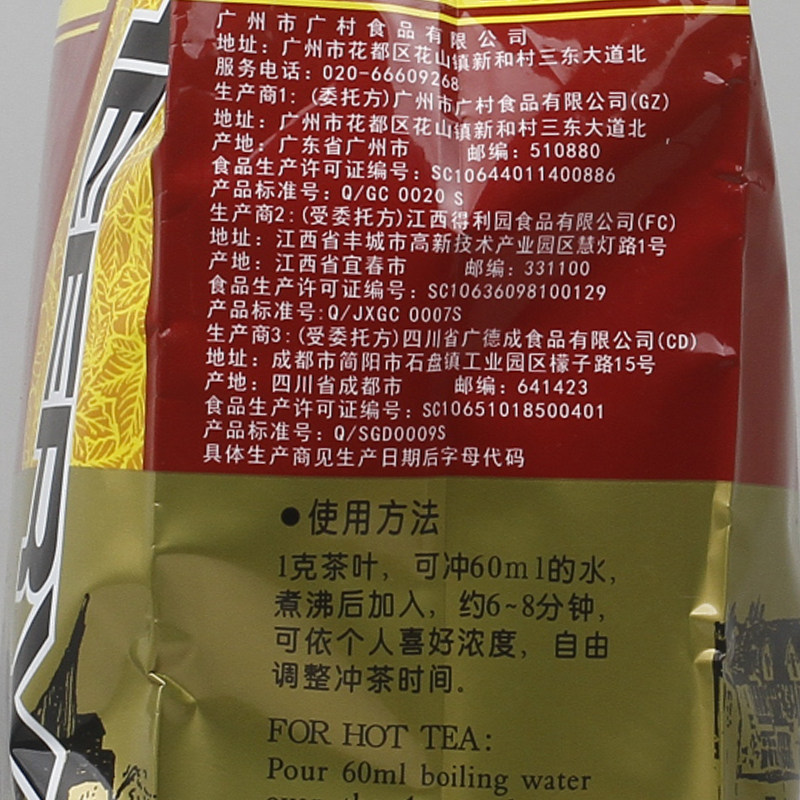 广州市广村食品有限公司
地址：广州市花都区花山镇新和村三东大道北
服务电话：020-66609268
生产商1：(委托方)广州市广村食品有限公司(GZ)
地址：广州市花都区花山镇新和村三东大道北
产地：广东省广州市 邮编：510880
食品生产许可证编号：SC10644011400886
产品标准号：Q/GC 0020 S
生产商2：(受委托方)江西得利园食品有限公司(FC)
地址：江西省丰城市高新技术产业园区慧灯路1号
产地：江西省宜春市 邮编：331100
食品生产许可证编号：SC10636098100129
产品标准号：Q/JXGC 0007S
生产商3：(受委托方)四川省广德成食品有限公司(CD)
地址：成都市简阳市石盘镇工业园区檬子路15号
产地：四川省成都市 邮编：641423
食品生产许可证编号：SC10651018500401
产品标准号：Q/SGD0009S
具体生产商见生产日期后字母代码
●使用方法
1克茶叶，可冲60ml的水，
煮沸后加入，约6~8分钟，
可依个人喜好浓度，自由
调整冲茶时间。
FOR HOT TEA:
Pour 60ml boiling water